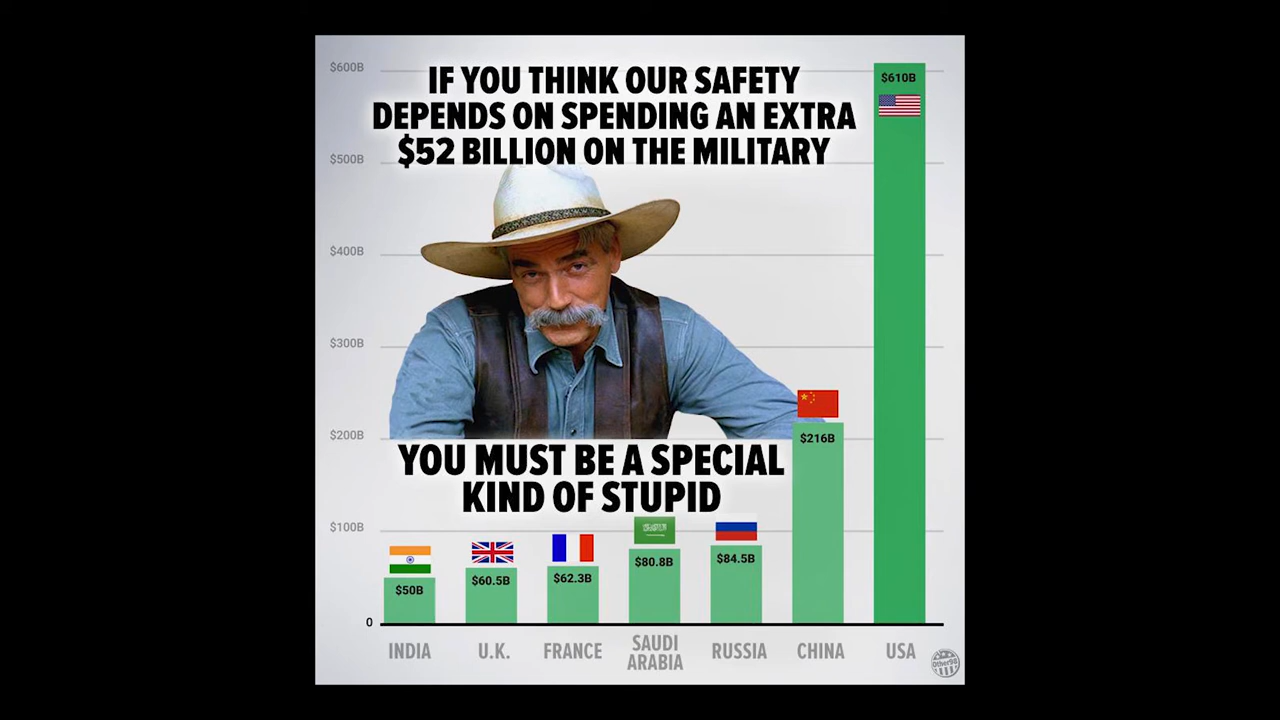 $600B
$500B
$400B
$300B
$200B
$100B
0
IF YOU THINK OUR SAFETY
DEPENDS ON SPENDING AN EXTRA
$52 BILLION ON THE MILITARY
YOU MUST BE A SPECIAL
KIND OF STUPID
$50B
$60.5B
$62.3B
$80.8B
$84.5B
$216B
$610B
INDIA
U.K.
FRANCE
SAUDI
ARABIA
RUSSIA
CHINA
USA
Other98